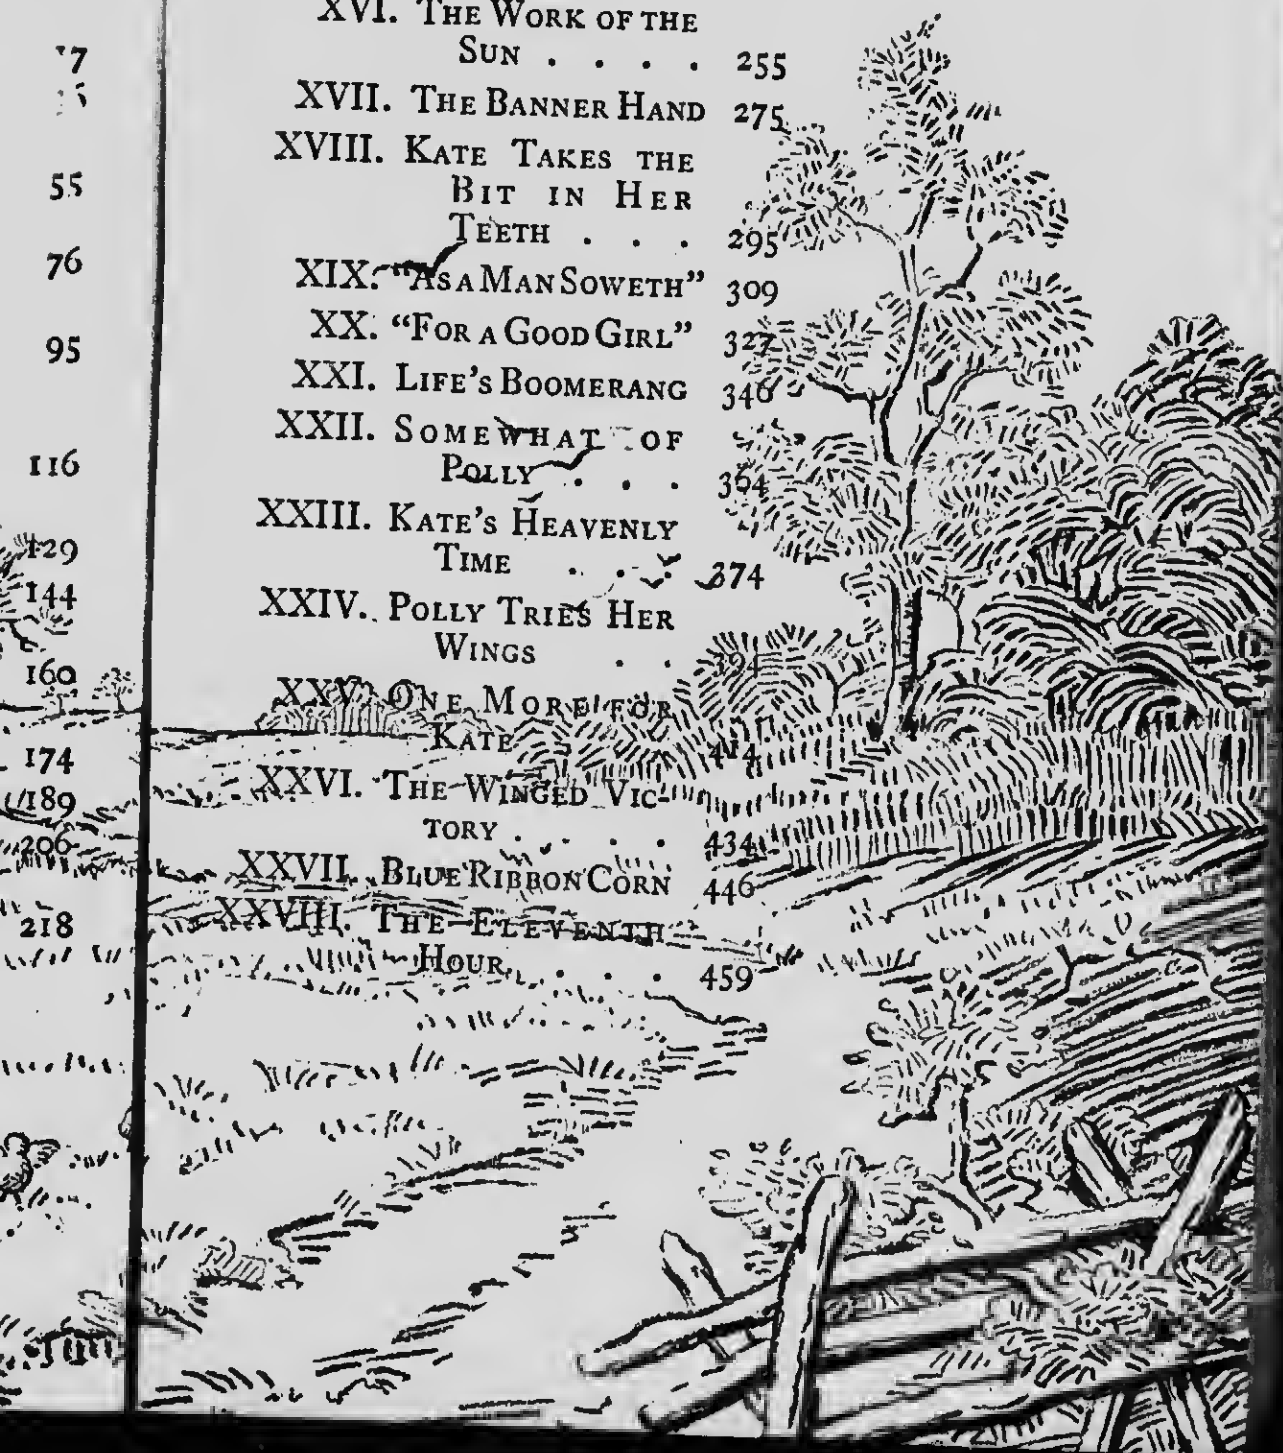 17
55
76
95
116
129
144
160
174
189
206
218
XVI. THE WORK OF THE
SUN . . . . 255
XVII. THE BANNER HAND 275
XVIII. KATE TAKES THE
BIT IN HER
TEETH . . . 295
XIX. "AS A MAN SOWETH" 309
XX. "FOR A GOOD GIRL" 327
XXI. LIFE'S BOOMERANG 346
XXII. SOMEWHAT OF
POLLY . . . 364
XXIII. KATE'S HEAVENLY
TIME . . . 374
XXIV. POLLY TRIES HER
WINGS . . 394
XXV. ONE MORE FOR
KATE 414
XXVI. THE WINGED VIC-
TORY . . . . 434
XXVII. BLUE RIBBON CORN 446
XXVIII. THE ELEVENTH
HOUR . . . 459